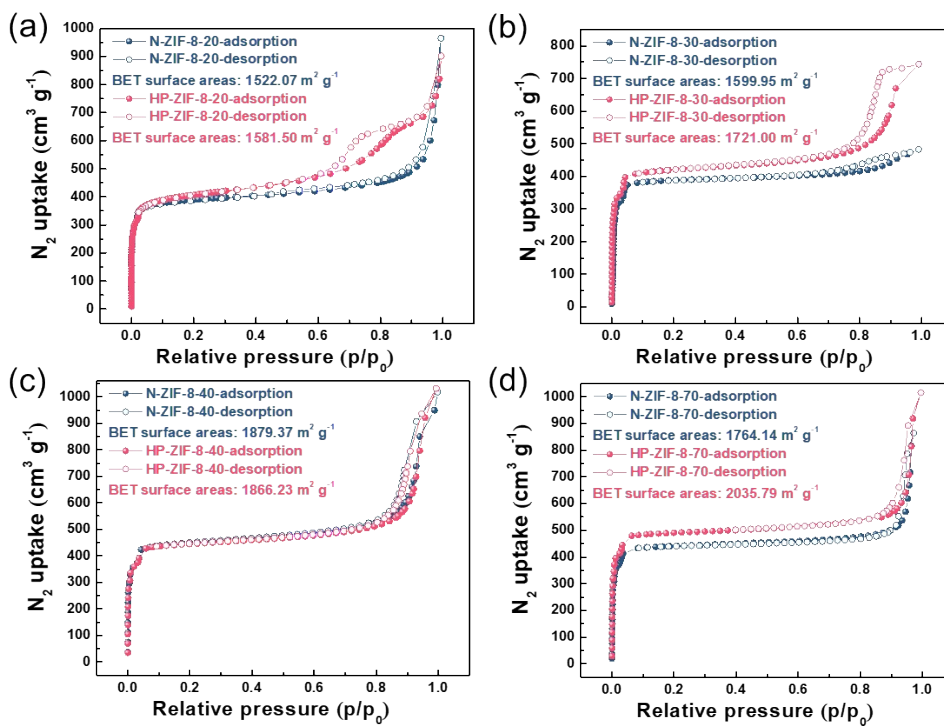 (a)
N-ZIF-8-20-adsorption
N-ZIF-8-20-desorption
BET surface areas: 1522.07 m² g⁻¹
HP-ZIF-8-20-adsorption
HP-ZIF-8-20-desorption
BET surface areas: 1581.50 m² g⁻¹
N₂ uptake (cm³ g⁻¹)
1000
900
800
700
600
500
400
300
200
100
0
0.0 0.2 0.4 0.6 0.8 1.0
Relative pressure (p/p₀)
(b)
N-ZIF-8-30-adsorption
N-ZIF-8-30-desorption
BET surface areas: 1599.95 m² g⁻¹
HP-ZIF-8-30-adsorption
HP-ZIF-8-30-desorption
BET surface areas: 1721.00 m² g⁻¹
N₂ uptake (cm³ g⁻¹)
800
700
600
500
400
300
200
100
0
0.0 0.2 0.4 0.6 0.8 1.0
Relative pressure (p/p₀)
(c)
N-ZIF-8-40-adsorption
N-ZIF-8-40-desorption
BET surface areas: 1879.37 m² g⁻¹
HP-ZIF-8-40-adsorption
HP-ZIF-8-40-desorption
BET surface areas: 1866.23 m² g⁻¹
N₂ uptake (cm³ g⁻¹)
1000
900
800
700
600
500
400
300
200
100
0
0.0 0.2 0.4 0.6 0.8 1.0
Relative pressure (p/p₀)
(d)
N-ZIF-8-70-adsorption
N-ZIF-8-70-desorption
BET surface areas: 1764.14 m² g⁻¹
HP-ZIF-8-70-adsorption
HP-ZIF-8-70-desorption
BET surface areas: 2035.79 m² g⁻¹
N₂ uptake (cm³ g⁻¹)
1000
900
800
700
600
500
400
300
200
100
0
0.0 0.2 0.4 0.6 0.8 1.0
Relative pressure (p/p₀)